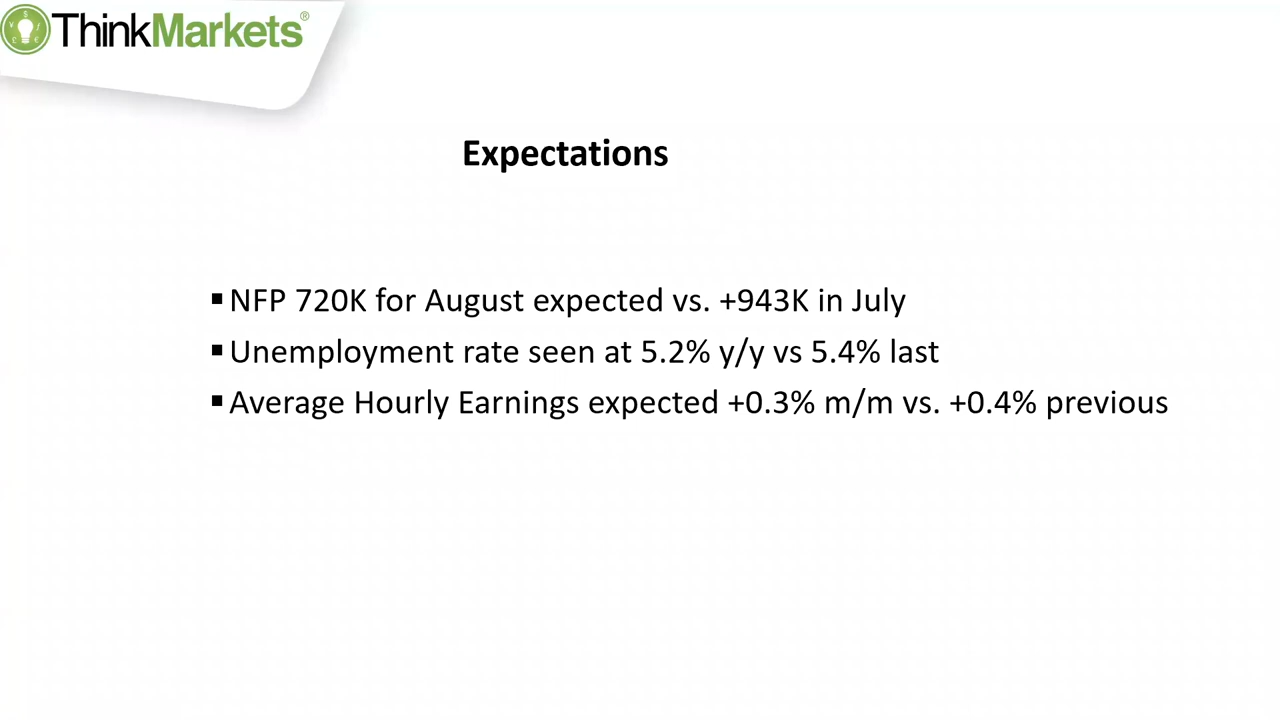 ThinkMarkets®
Expectations
▪NFP 720K for August expected vs. +943K in July
▪Unemployment rate seen at 5.2% y/y vs 5.4% last
▪Average Hourly Earnings expected +0.3% m/m vs. +0.4% previous